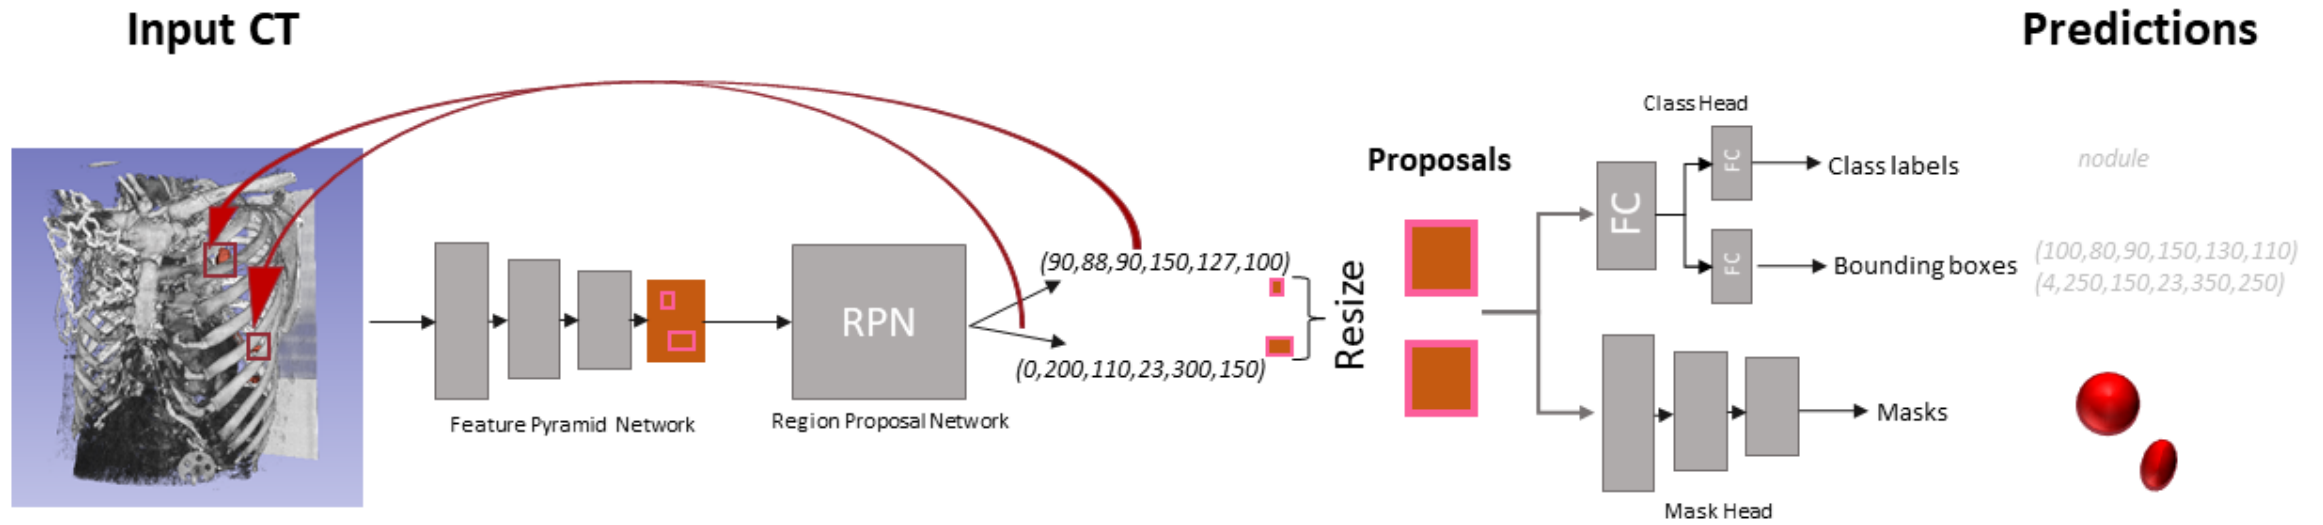 Input CT
Predictions
Class Head
Proposals
FC
FC
FC
Class labels
nodule
Bounding boxes
(100,80,90,150,130,110)
(4,250,150,23,350,250)
(90,88,90,150,127,100)
RPN
Resize
(0,200,110,23,300,150)
Feature Pyramid Network
Region Proposal Network
Masks
Mask Head